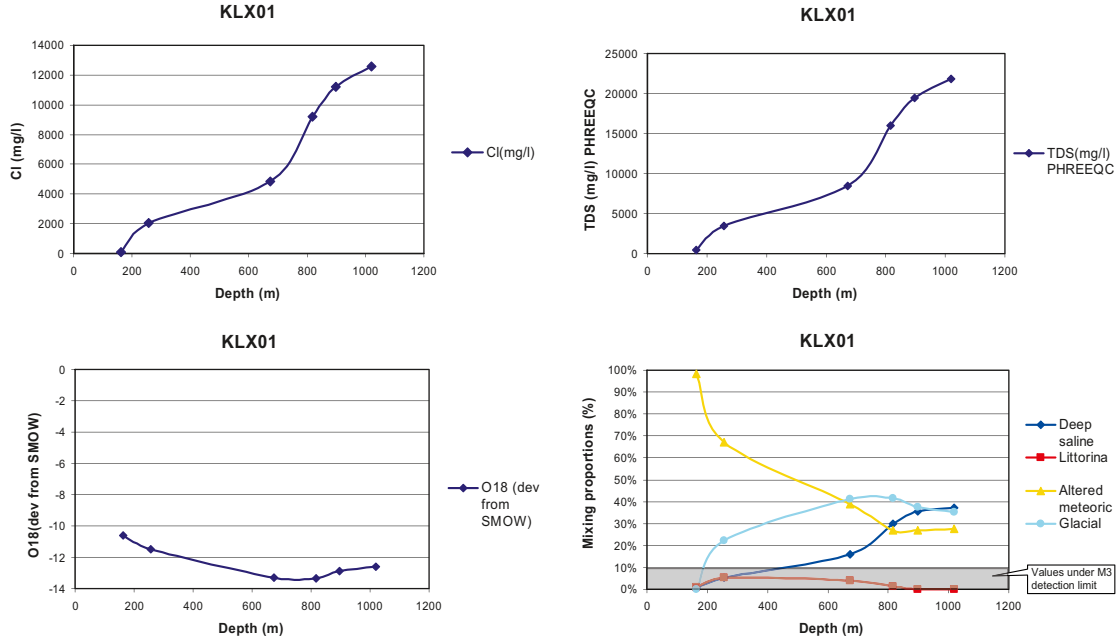 KLX01
Cl (mg/l)
14000
12000
10000
8000
6000
4000
2000
0
0 200 400 600 800 1000 1200
Depth (m)
Cl(mg/l)
KLX01
TDS (mg/l) PHREEQC
25000
20000
15000
10000
5000
0
0 200 400 600 800 1000 1200
Depth (m)
TDS(mg/l)
PHREEQC
KLX01
O18(dev from SMOW)
0
-2
-4
-6
-8
-10
-12
-14
0 200 400 600 800 1000 1200
Depth (m)
O18 (dev
from
SMOW)
KLX01
Mixing proportions (%)
100%
90%
80%
70%
60%
50%
40%
30%
20%
10%
0%
0 200 400 600 800 1000 1200
Depth (m)
Deep
saline
Littorina
Altered
meteoric
Glacial
Values under M3
detection limit